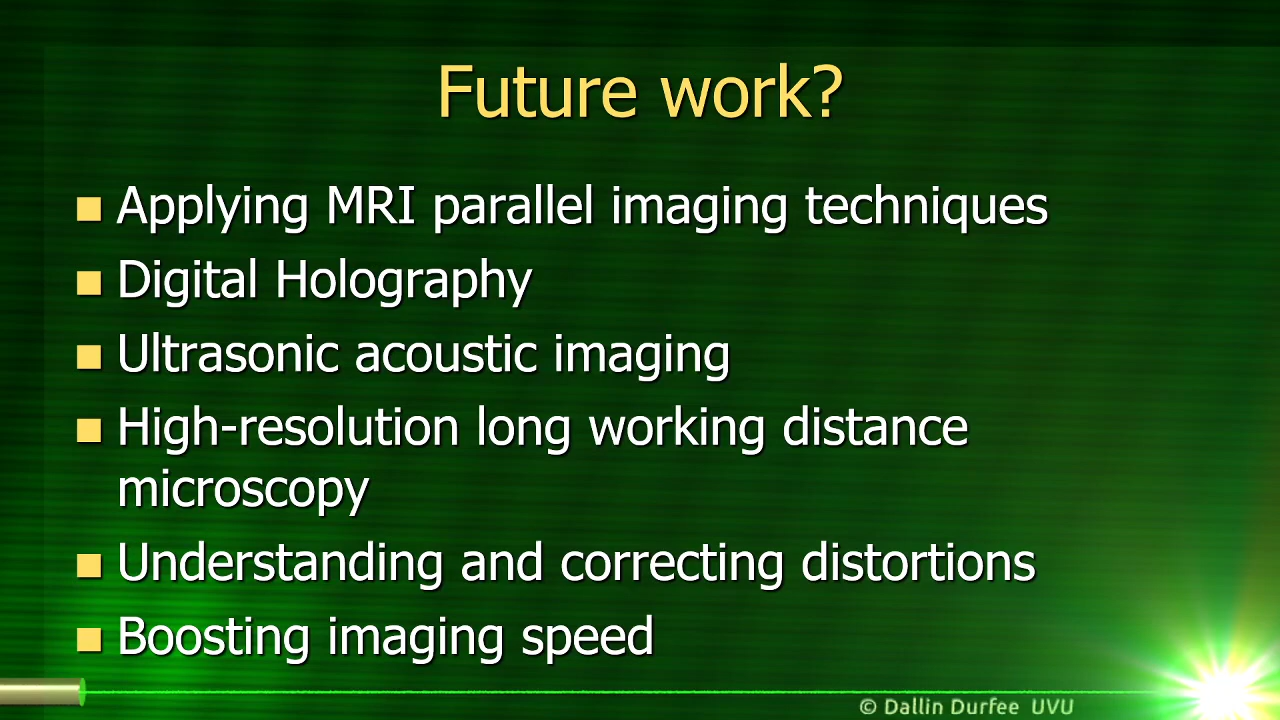 Future work?
Applying MRI parallel imaging techniques
Digital Holography
Ultrasonic acoustic imaging
High-resolution long working distance
microscopy
Understanding and correcting distortions
Boosting imaging speed
© Dallin Durfee UVU